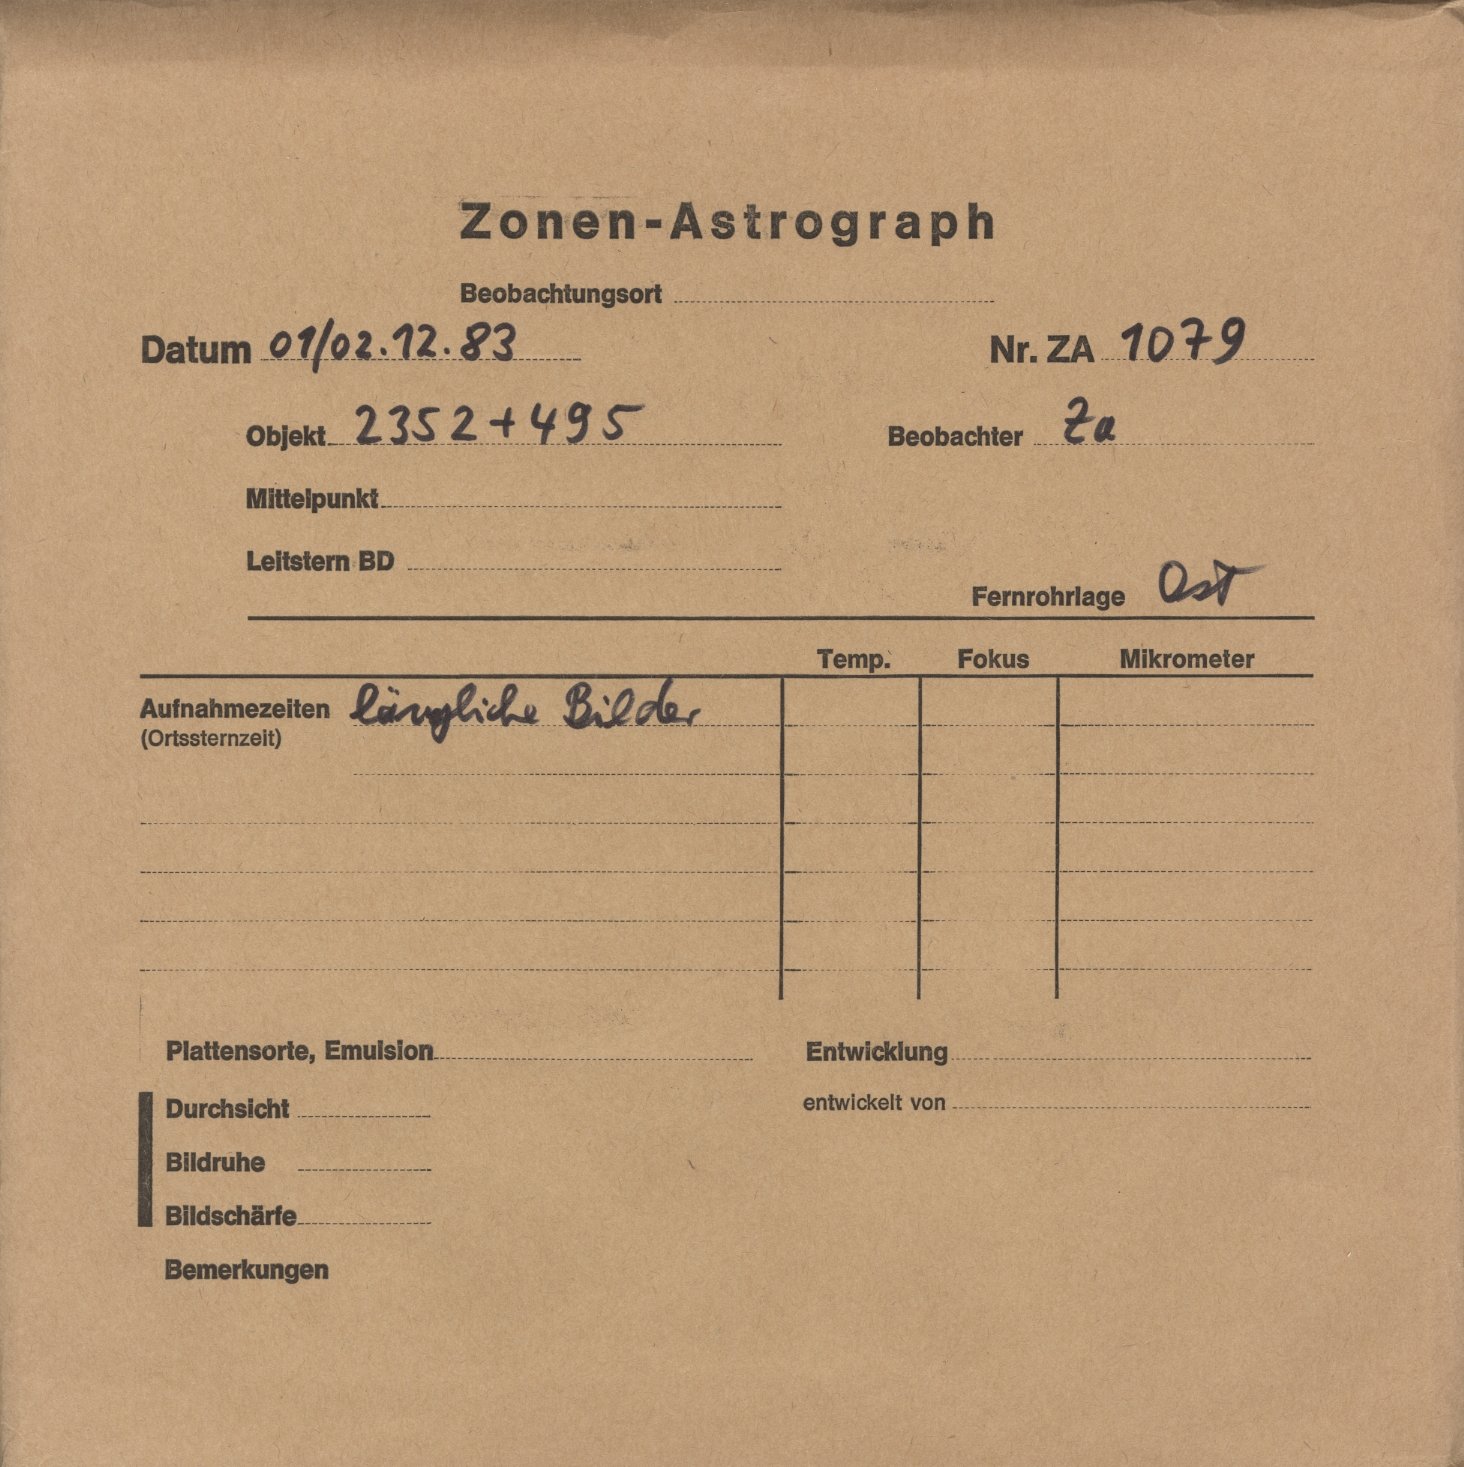 Zonen-Astrograph
Beobachtungsort
Datum 01/02.12.83 Nr. ZA 1079
Objekt 2352+495 Beobachter Za
Mittelpunkt
Leitstern BD
Fernrohrlage Ost
Temp. Fokus Mikrometer
Aufnahmezeiten längliche Bilder
(Ortssternzeit)
Plattensorte, Emulsion Entwicklung
Durchsicht entwickelt von
Bildruhe
Bildschärfe
Bemerkungen